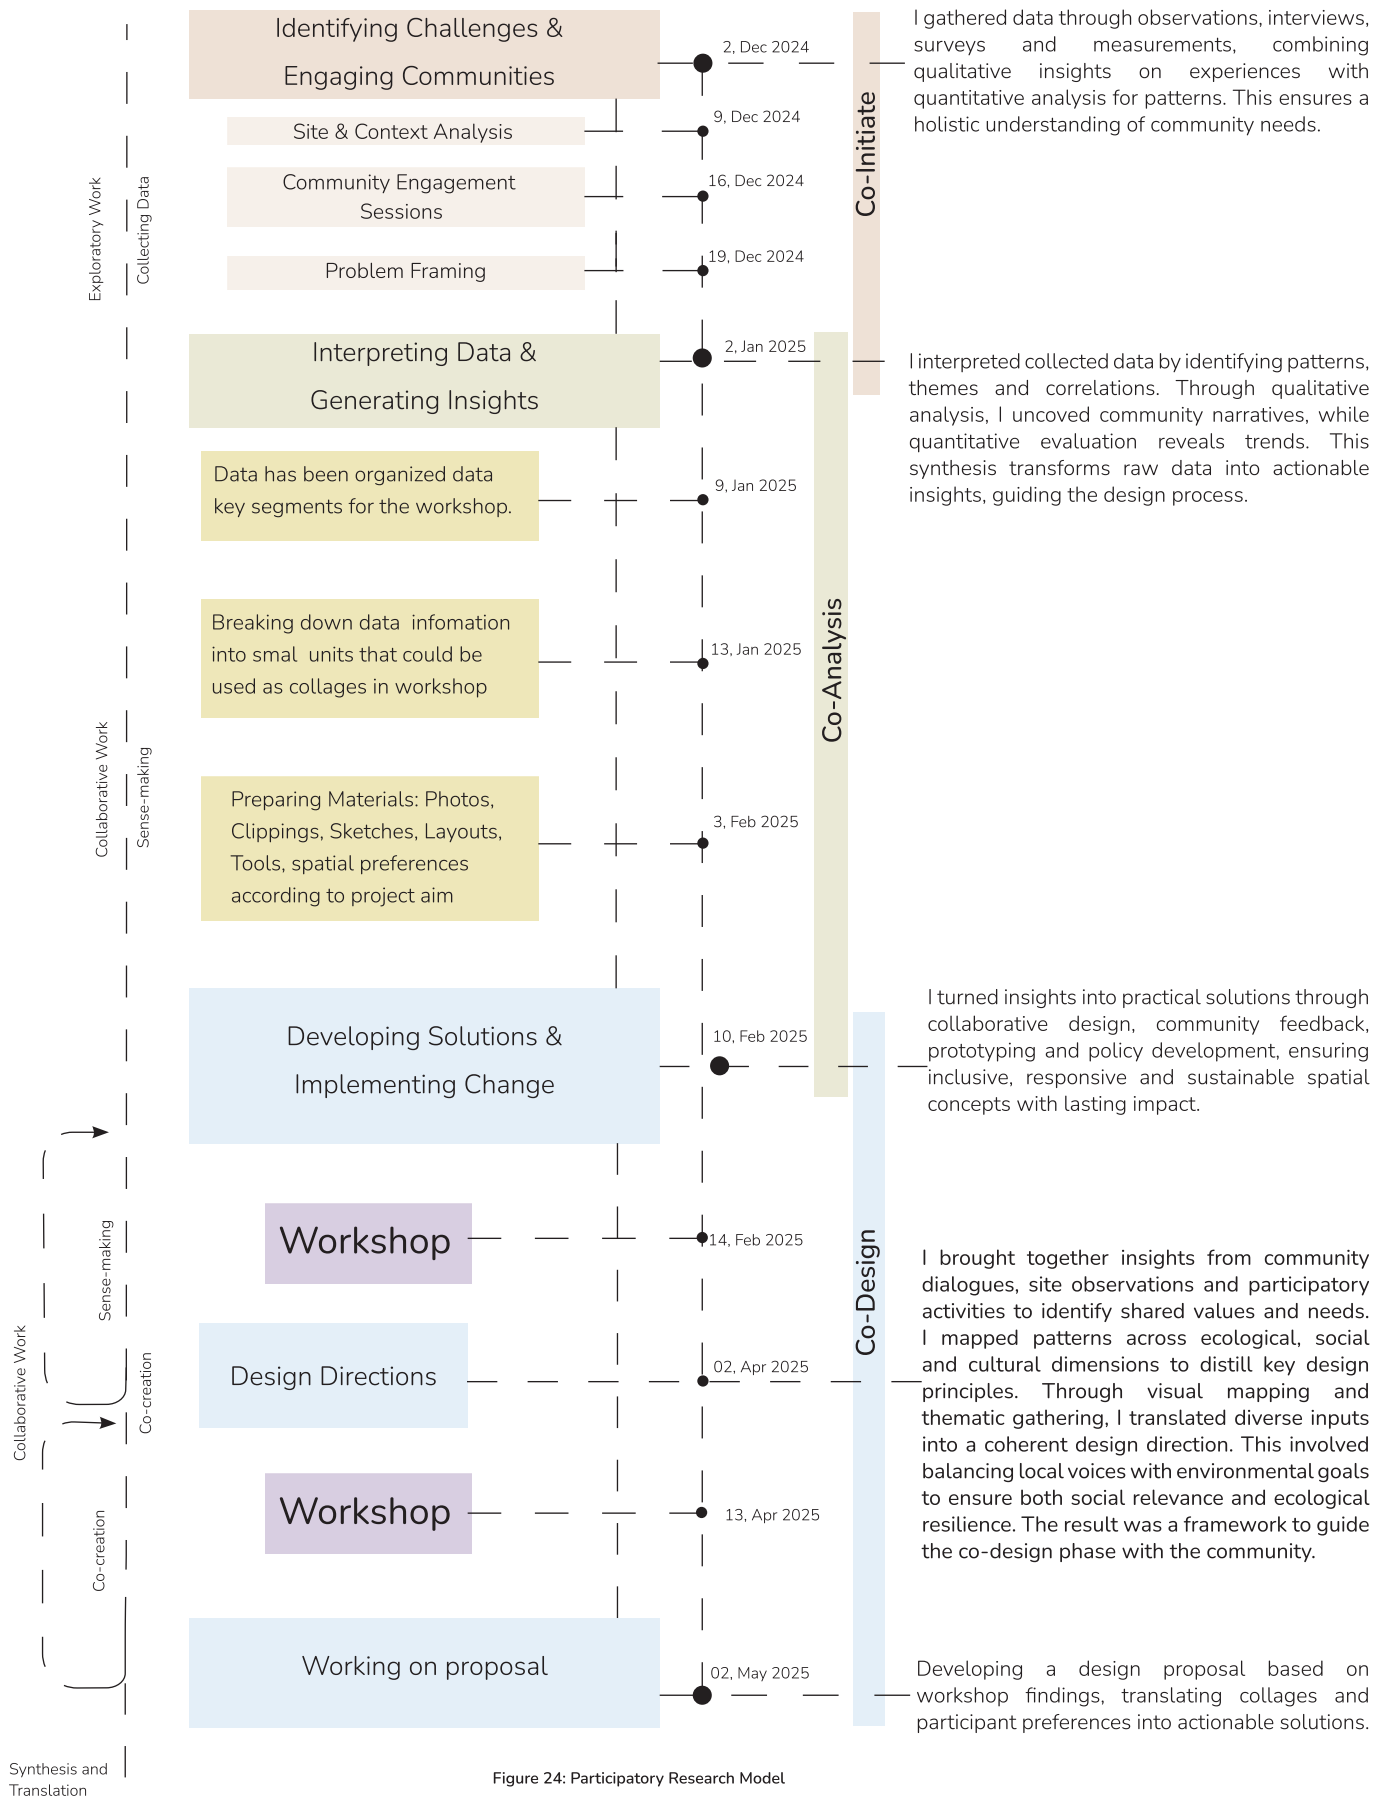 Identifying Challenges &
Engaging Communities
2, Dec 2024
I gathered data through observations, interviews,
surveys and measurements, combining
qualitative insights on experiences with
quantitative analysis for patterns. This ensures a
holistic understanding of community needs.
Site & Context Analysis
9, Dec 2024
Community Engagement
Sessions
16, Dec 2024
Problem Framing
19, Dec 2024
Co-Initiate
Exploratory Work
Collecting Data
Interpreting Data &
Generating Insights
2, Jan 2025
I interpreted collected data by identifying patterns,
themes and correlations. Through qualitative
analysis, I uncoved community narratives, while
quantitative evaluation reveals trends. This
synthesis transforms raw data into actionable
insights, guiding the design process.
Data has been organized data
key segments for the workshop.
9, Jan 2025
Breaking down data infomation
into smal units that could be
used as collages in workshop
13, Jan 2025
Co-Analysis
Collaborative Work
Sense-making
Preparing Materials: Photos,
Clippings, Sketches, Layouts,
Tools, spatial preferences
according to project aim
3, Feb 2025
Developing Solutions &
Implementing Change
10, Feb 2025
I turned insights into practical solutions through
collaborative design, community feedback,
prototyping and policy development, ensuring
inclusive, responsive and sustainable spatial
concepts with lasting impact.
Workshop
14, Feb 2025
Sense-making
Co-Design
Design Directions
02, Apr 2025
I brought together insights from community
dialogues, site observations and participatory
activities to identify shared values and needs.
I mapped patterns across ecological, social
and cultural dimensions to distill key design
principles. Through visual mapping and
thematic gathering, I translated diverse inputs
into a coherent design direction. This involved
balancing local voices with environmental goals
to ensure both social relevance and ecological
resilience. The result was a framework to guide
the co-design phase with the community.
Collaborative Work
Co-creation
Workshop
13, Apr 2025
Co-creation
Working on proposal
02, May 2025
Developing a design proposal based on
workshop findings, translating collages and
participant preferences into actionable solutions.
Synthesis and
Translation
Figure 24: Participatory Research Model